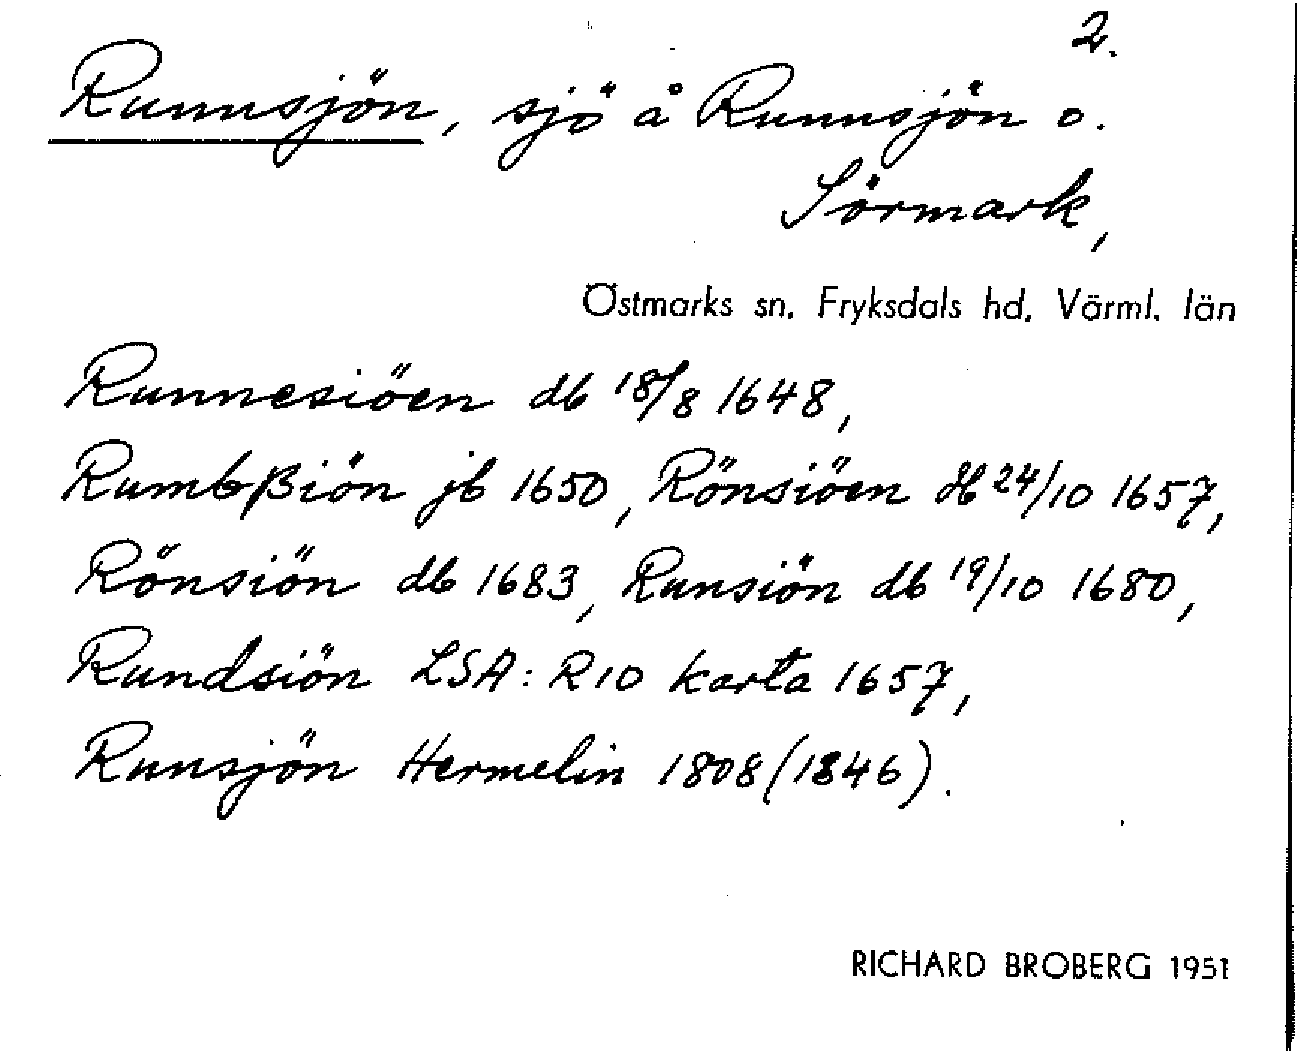 2.
Runnsjön, sjö å Runnsjön o.
Sörmark,
Östmarks sn. Fryksdals hd. Värml. län
Runnesiöen db 18/8 1648,
Rumbßiön jb 1650, Rönsiöen db 24/10 1657,
Rönsiön db 1683, Runsiön db 19/10 1680,
Rundsiön LSA: R10 karta 1657,
Runsjön Hermelin 1808 (1846).
RICHARD BROBERG 1951